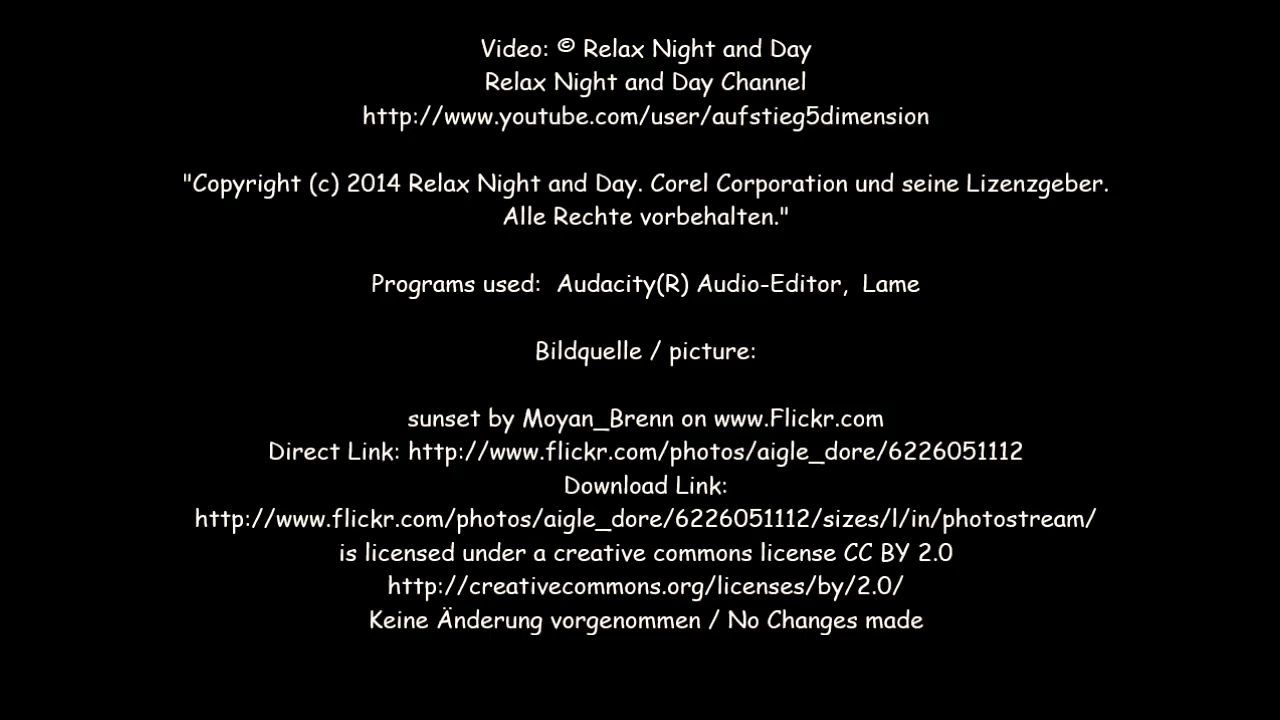 Video: © Relax Night and Day
Relax Night and Day Channel
http://www.youtube.com/user/aufstieg5dimension
"Copyright (c) 2014 Relax Night and Day. Corel Corporation und seine Lizenzgeber.
Alle Rechte vorbehalten."
Programs used:  Audacity(R) Audio-Editor,  Lame
Bildquelle / picture:
sunset by Moyan_Brenn on www.Flickr.com
Direct Link: http://www.flickr.com/photos/aigle_dore/6226051112
Download Link:
http://www.flickr.com/photos/aigle_dore/6226051112/sizes/l/in/photostream/
is licensed under a creative commons license CC BY 2.0
http://creativecommons.org/licenses/by/2.0/
Keine Änderung vorgenommen / No Changes made